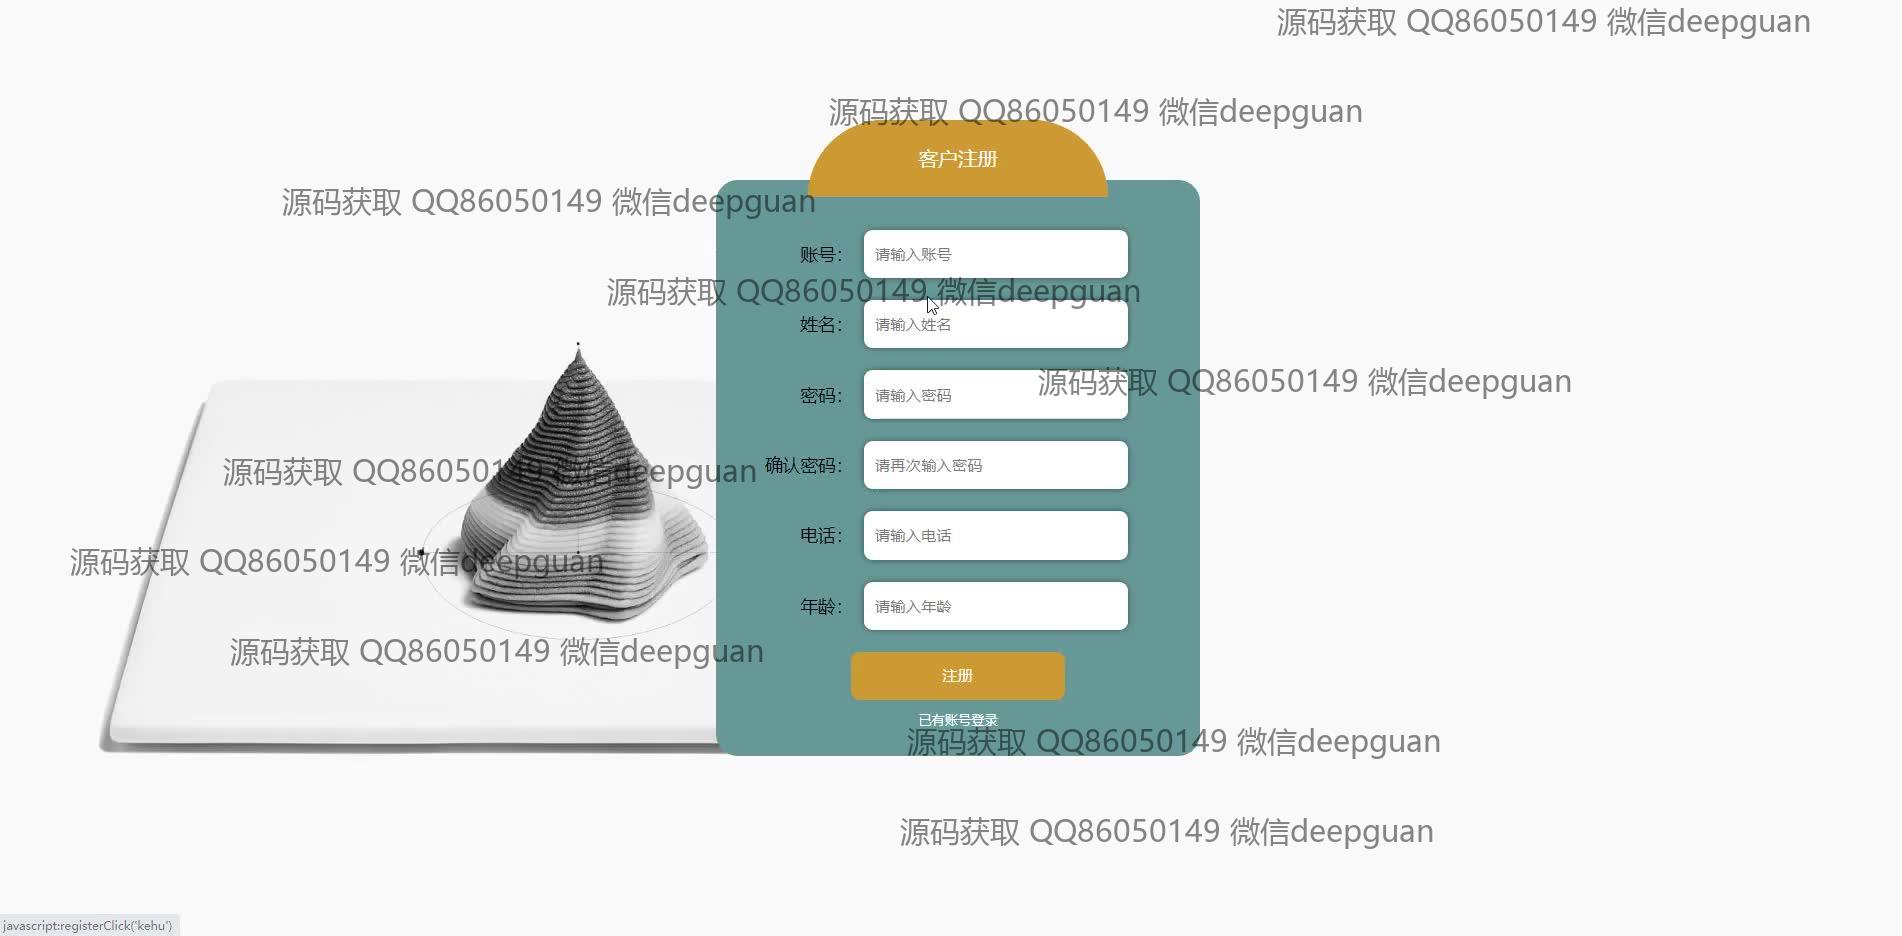 源码获取 QQ86050149 微信deepguan
源码获取 QQ86050149 微信deepguan
客户注册
源码获取 QQ86050149 微信deepguan
账号：
请输入账号
源码获取 QQ86050149 微信deepguan
姓名：
请输入姓名
源码获取 QQ86050149 微信deepguan
密码：
请输入密码
确认密码：
请再次输入密码
源码获取 QQ86050149 微信deepguan
电话：
请输入电话
源码获取 QQ86050149 微信deepguan
年龄：
请输入年龄
源码获取 QQ86050149 微信deepguan
注册
已有账号登录
源码获取 QQ86050149 微信deepguan
源码获取 QQ86050149 微信deepguan
javascript:registerClick('kehu')